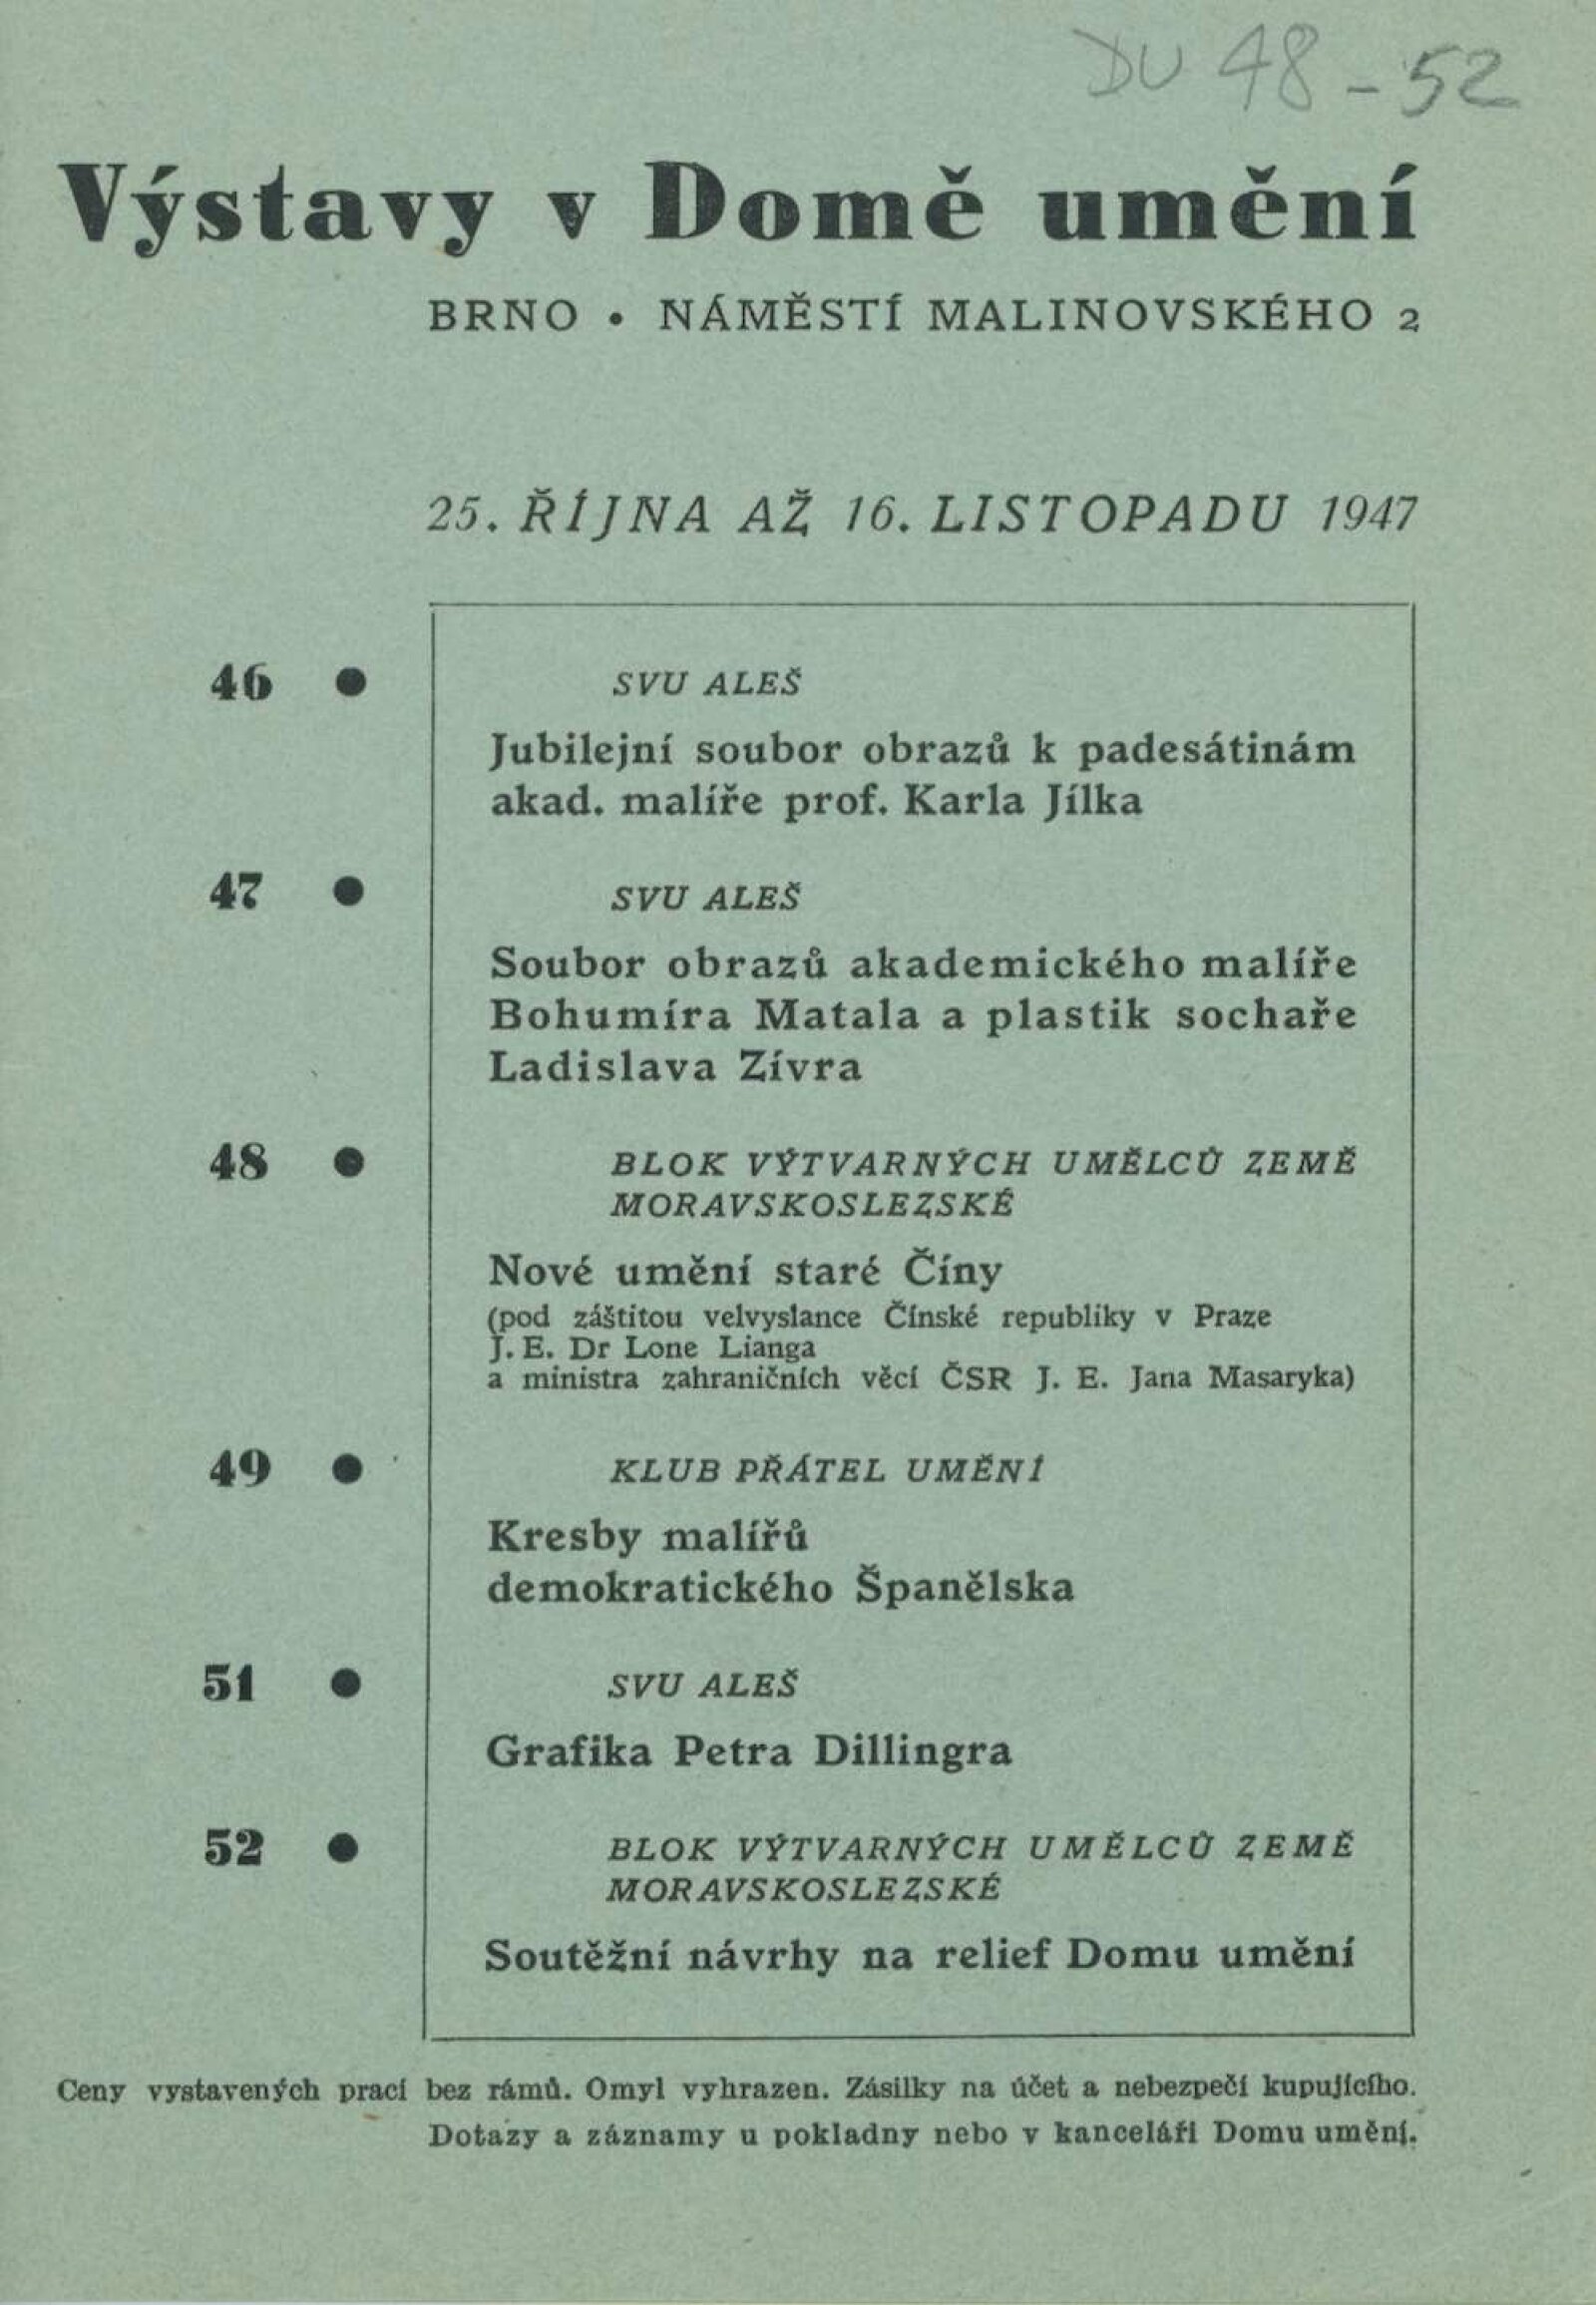 DU 48-52
Výstavy v Domě umění
BRNO • NÁMĚSTÍ MALINOVSKÉHO 2
25. ŘÍJNA AŽ 16. LISTOPADU 1947
46 ● SVU ALEŠ
Jubilejní soubor obrazů k padesátinám
akad. malíře prof. Karla Jílka
47 ● SVU ALEŠ
Soubor obrazů akademického malíře
Bohumíra Matala a plastik sochaře
Ladislava Zívra
48 ● BLOK VÝTVARNÝCH UMĚLCŮ ZEMĚ
MORAVSKOSLEZSKÉ
Nové umění staré Číny
(pod záštitou velvyslance Čínské republiky v Praze
J. E. Dr Lone Lianga
a ministra zahraničních věcí ČSR J. E. Jana Masaryka)
49 ● KLUB PŘÁTEL UMĚNÍ
Kresby malířů
demokratického Španělska
51 ● SVU ALEŠ
Grafika Petra Dillingra
52 ● BLOK VÝTVARNÝCH UMĚLCŮ ZEMĚ
MORAVSKOSLEZSKÉ
Soutěžní návrhy na relief Domu umění
Ceny vystavených prací bez rámů. Omyl vyhrazen. Zásilky na účet a nebezpečí kupujícího.
Dotazy a záznamy u pokladny nebo v kanceláři Domu umění.